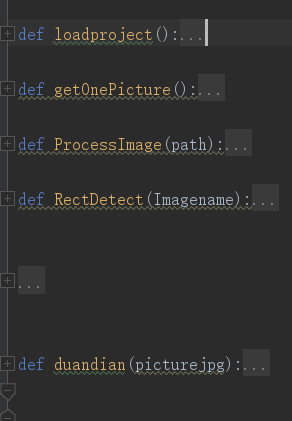 def loadproject():...
def getOnePicture():...
def ProcessImage(path):...
def RectDetect(Imagename):...
...
def duandian(picturejpg):...